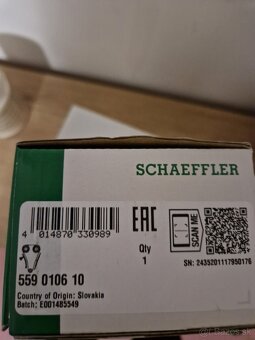 SCHAEFFLER
4 014870 330989
EAC
Qty
1
SCAN ME
SN: 2435201117950176
559 0106 10
Country of Origin: Slovakia
Batch: E001485549